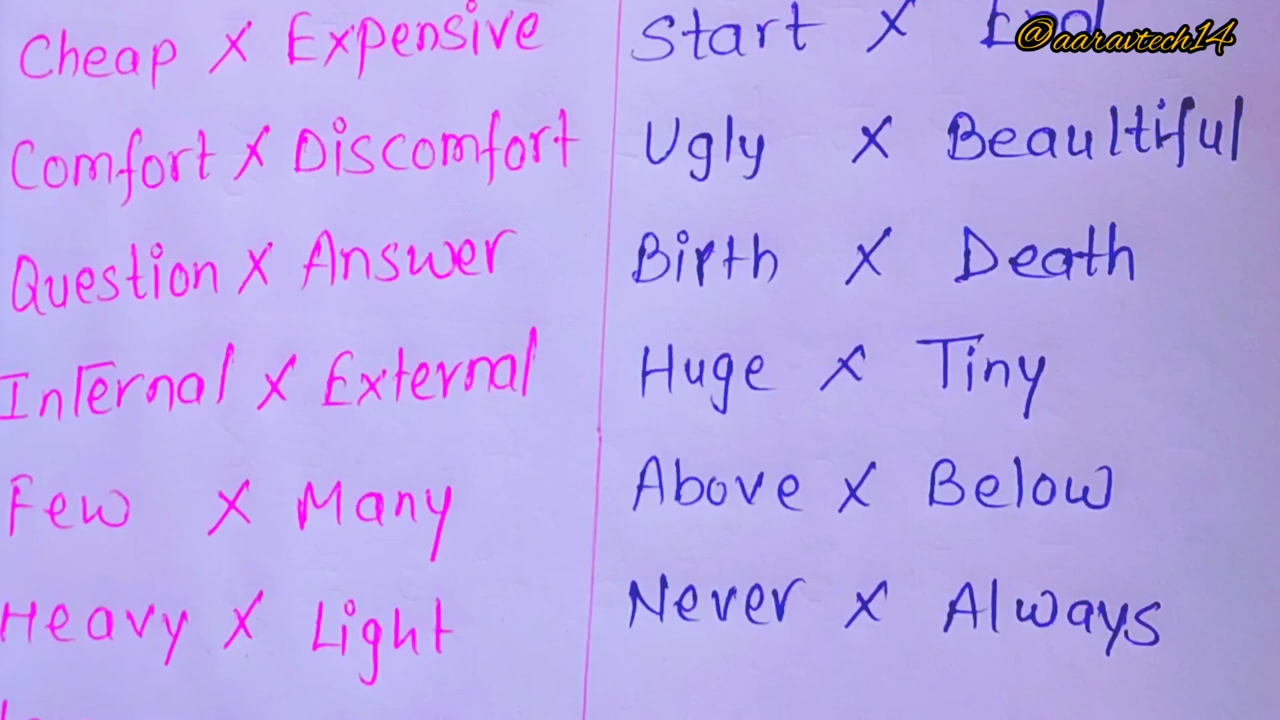 Cheap X Expensive
Comfort X Discomfort
Question X Answer
Internal X External
Few X Many
Heavy X Light
Start X End
@aaravtech14
Ugly X Beaultiful
Birth X Death
Huge X Tiny
Above X Below
Never X Always